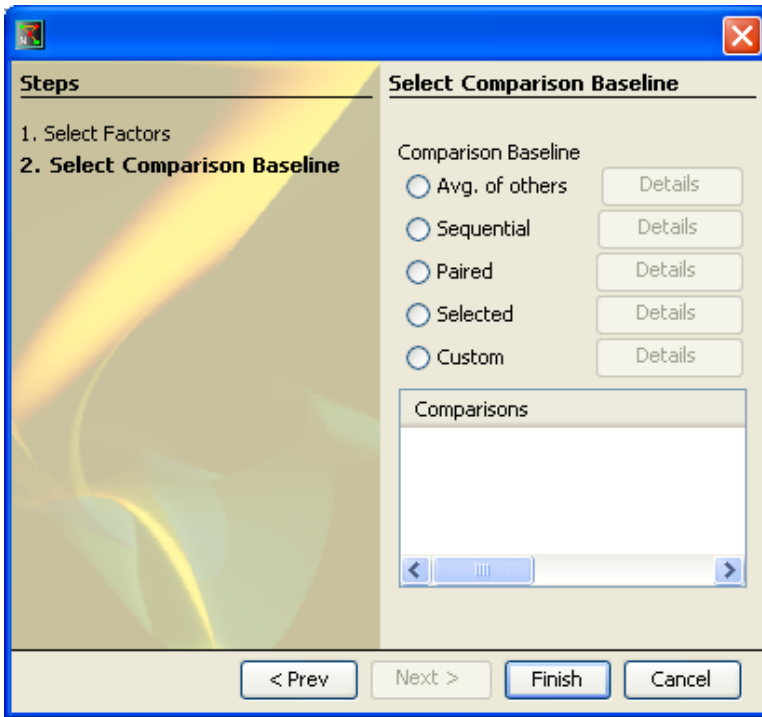 Steps
1. Select Factors
2. Select Comparison Baseline
Select Comparison Baseline
Comparison Baseline
Avg. of others Details
Sequential Details
Paired Details
Selected Details
Custom Details
Comparisons
< Prev Next > Finish Cancel